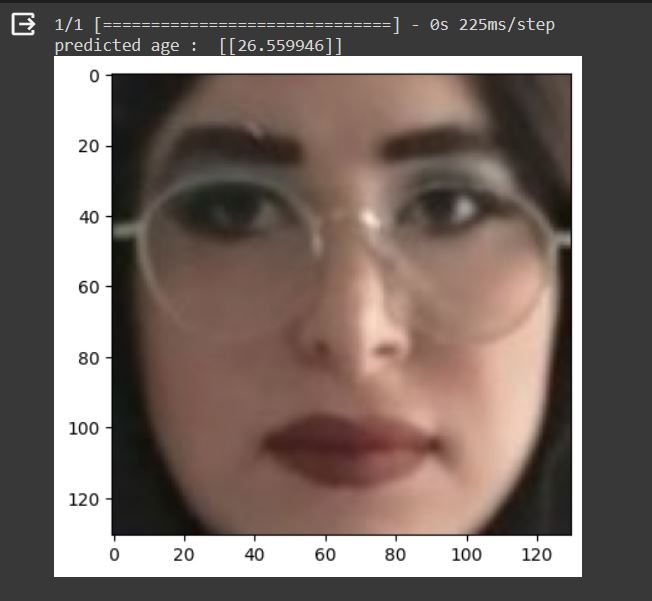 1/1 [==============================] - 0s 225ms/step
predicted age :  [[26.559946]]
0
20
40
60
80
100
120
0 20 40 60 80 100 120